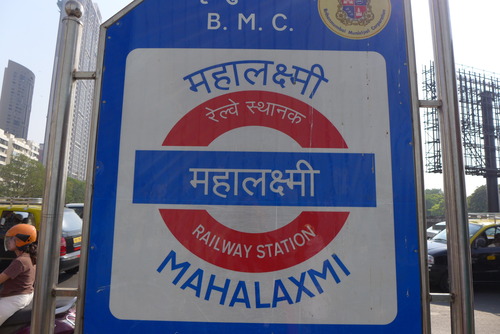 B. M. C.
महालक्ष्मी
रेल्वे स्थानक
महालक्ष्मी
RAILWAY STATION
MAHALAXMI